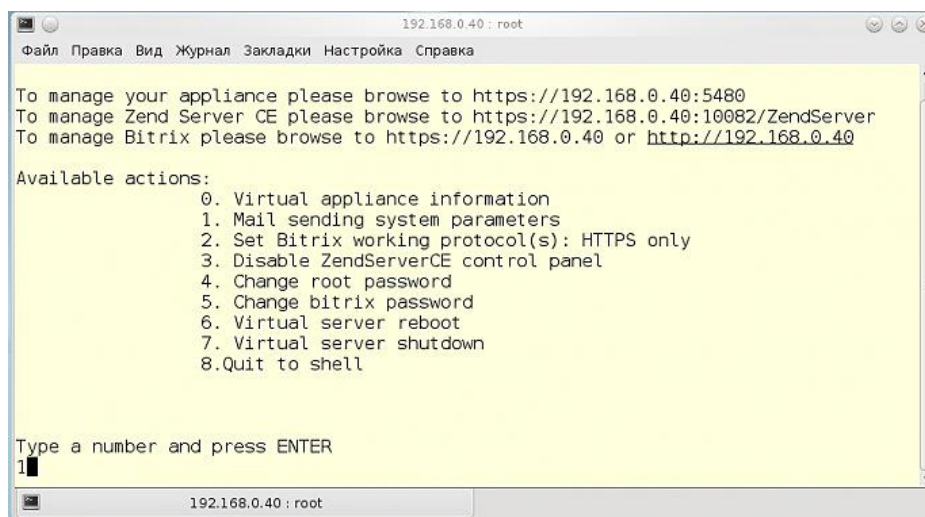 192.168.0.40 : root
Файл Правка Вид Журнал Закладки Настройка Справка
To manage your appliance please browse to https://192.168.0.40:5480
To manage Zend Server CE please browse to https://192.168.0.40:10082/ZendServer
To manage Bitrix please browse to https://192.168.0.40 or http://192.168.0.40
Available actions:
0. Virtual appliance information
1. Mail sending system parameters
2. Set Bitrix working protocol(s): HTTPS only
3. Disable ZendServerCE control panel
4. Change root password
5. Change bitrix password
6. Virtual server reboot
7. Virtual server shutdown
8.Quit to shell
Type a number and press ENTER
1
192.168.0.40 : root